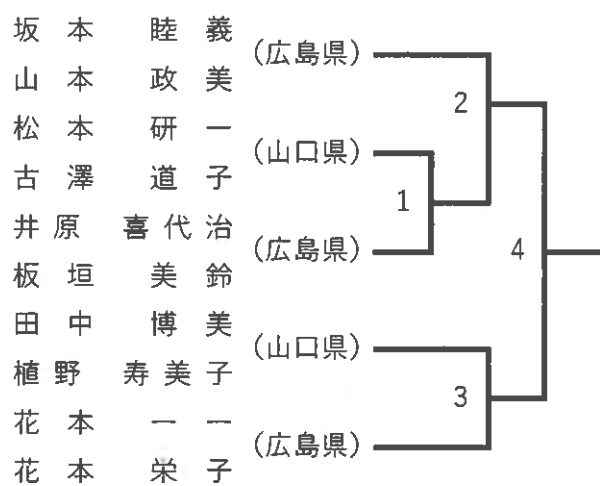 坂本 睦義
(広島県)
山本 政美
2
松本 研一
(山口県)
古澤 道子
1
井原 喜代治
(広島県)
4
板垣 美鈴
田中 博美
(山口県)
植野 寿美子
3
花本 一一
(広島県)
花本 栄子